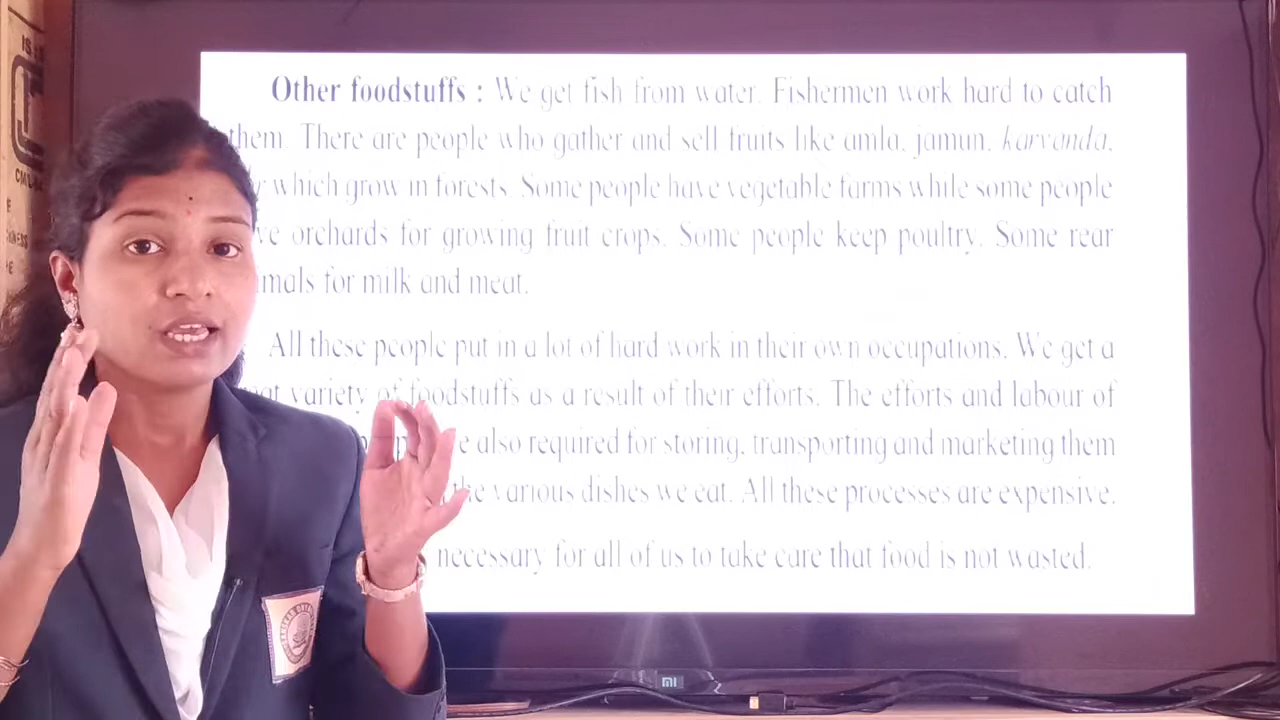 Other foodstuffs : We get fish from water. Fishermen work hard to catch
them. There are people who gather and sell fruits like amla, jamun, karvanda,
which grow in forests. Some people have vegetable farms while some people
ve orchards for growing fruit crops. Some people keep poultry. Some rear
mals for milk and meat.
All these people put in a lot of hard work in their own occupations. We get a
variety of foodstuffs as a result of their efforts. The efforts and labour of
e also required for storing, transporting and marketing them
the various dishes we eat. All these processes are expensive.
necessary for all of us to take care that food is not wasted.
mi